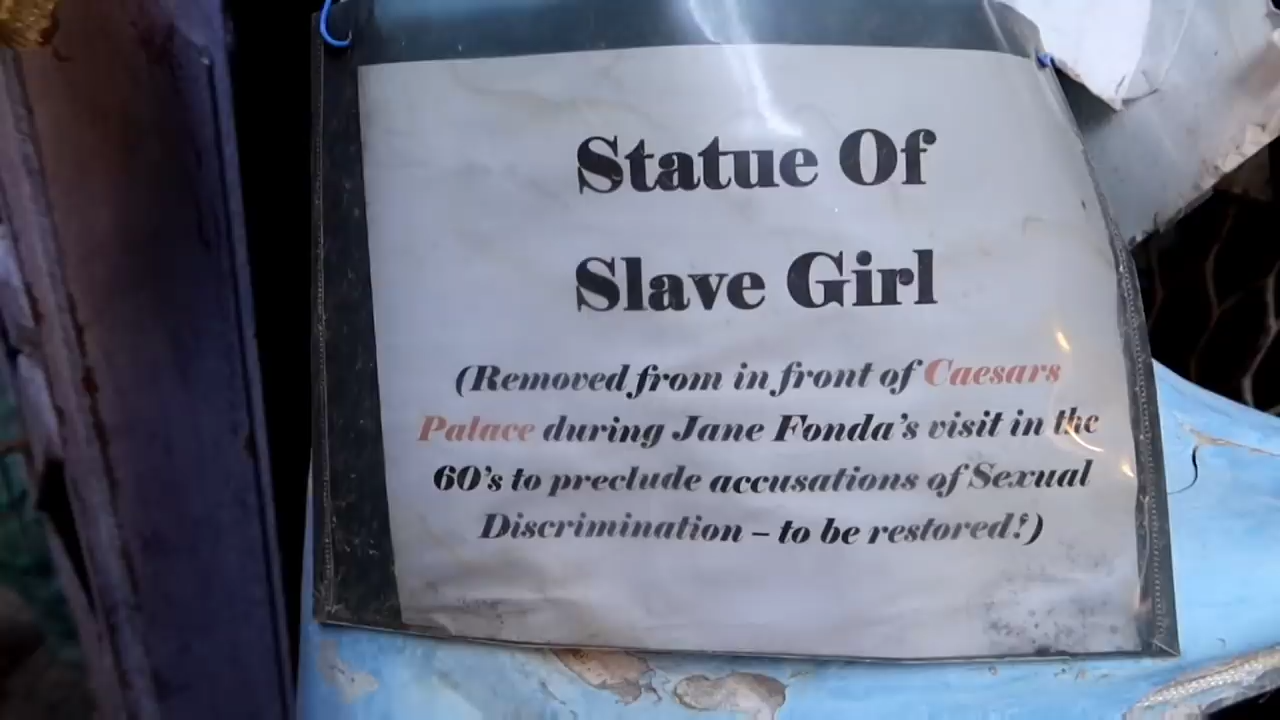 Statue Of
Slave Girl
(Removed from in front of Caesars
Palace during Jane Fonda's visit in the
60's to preclude accusations of Sexual
Discrimination – to be restored!)